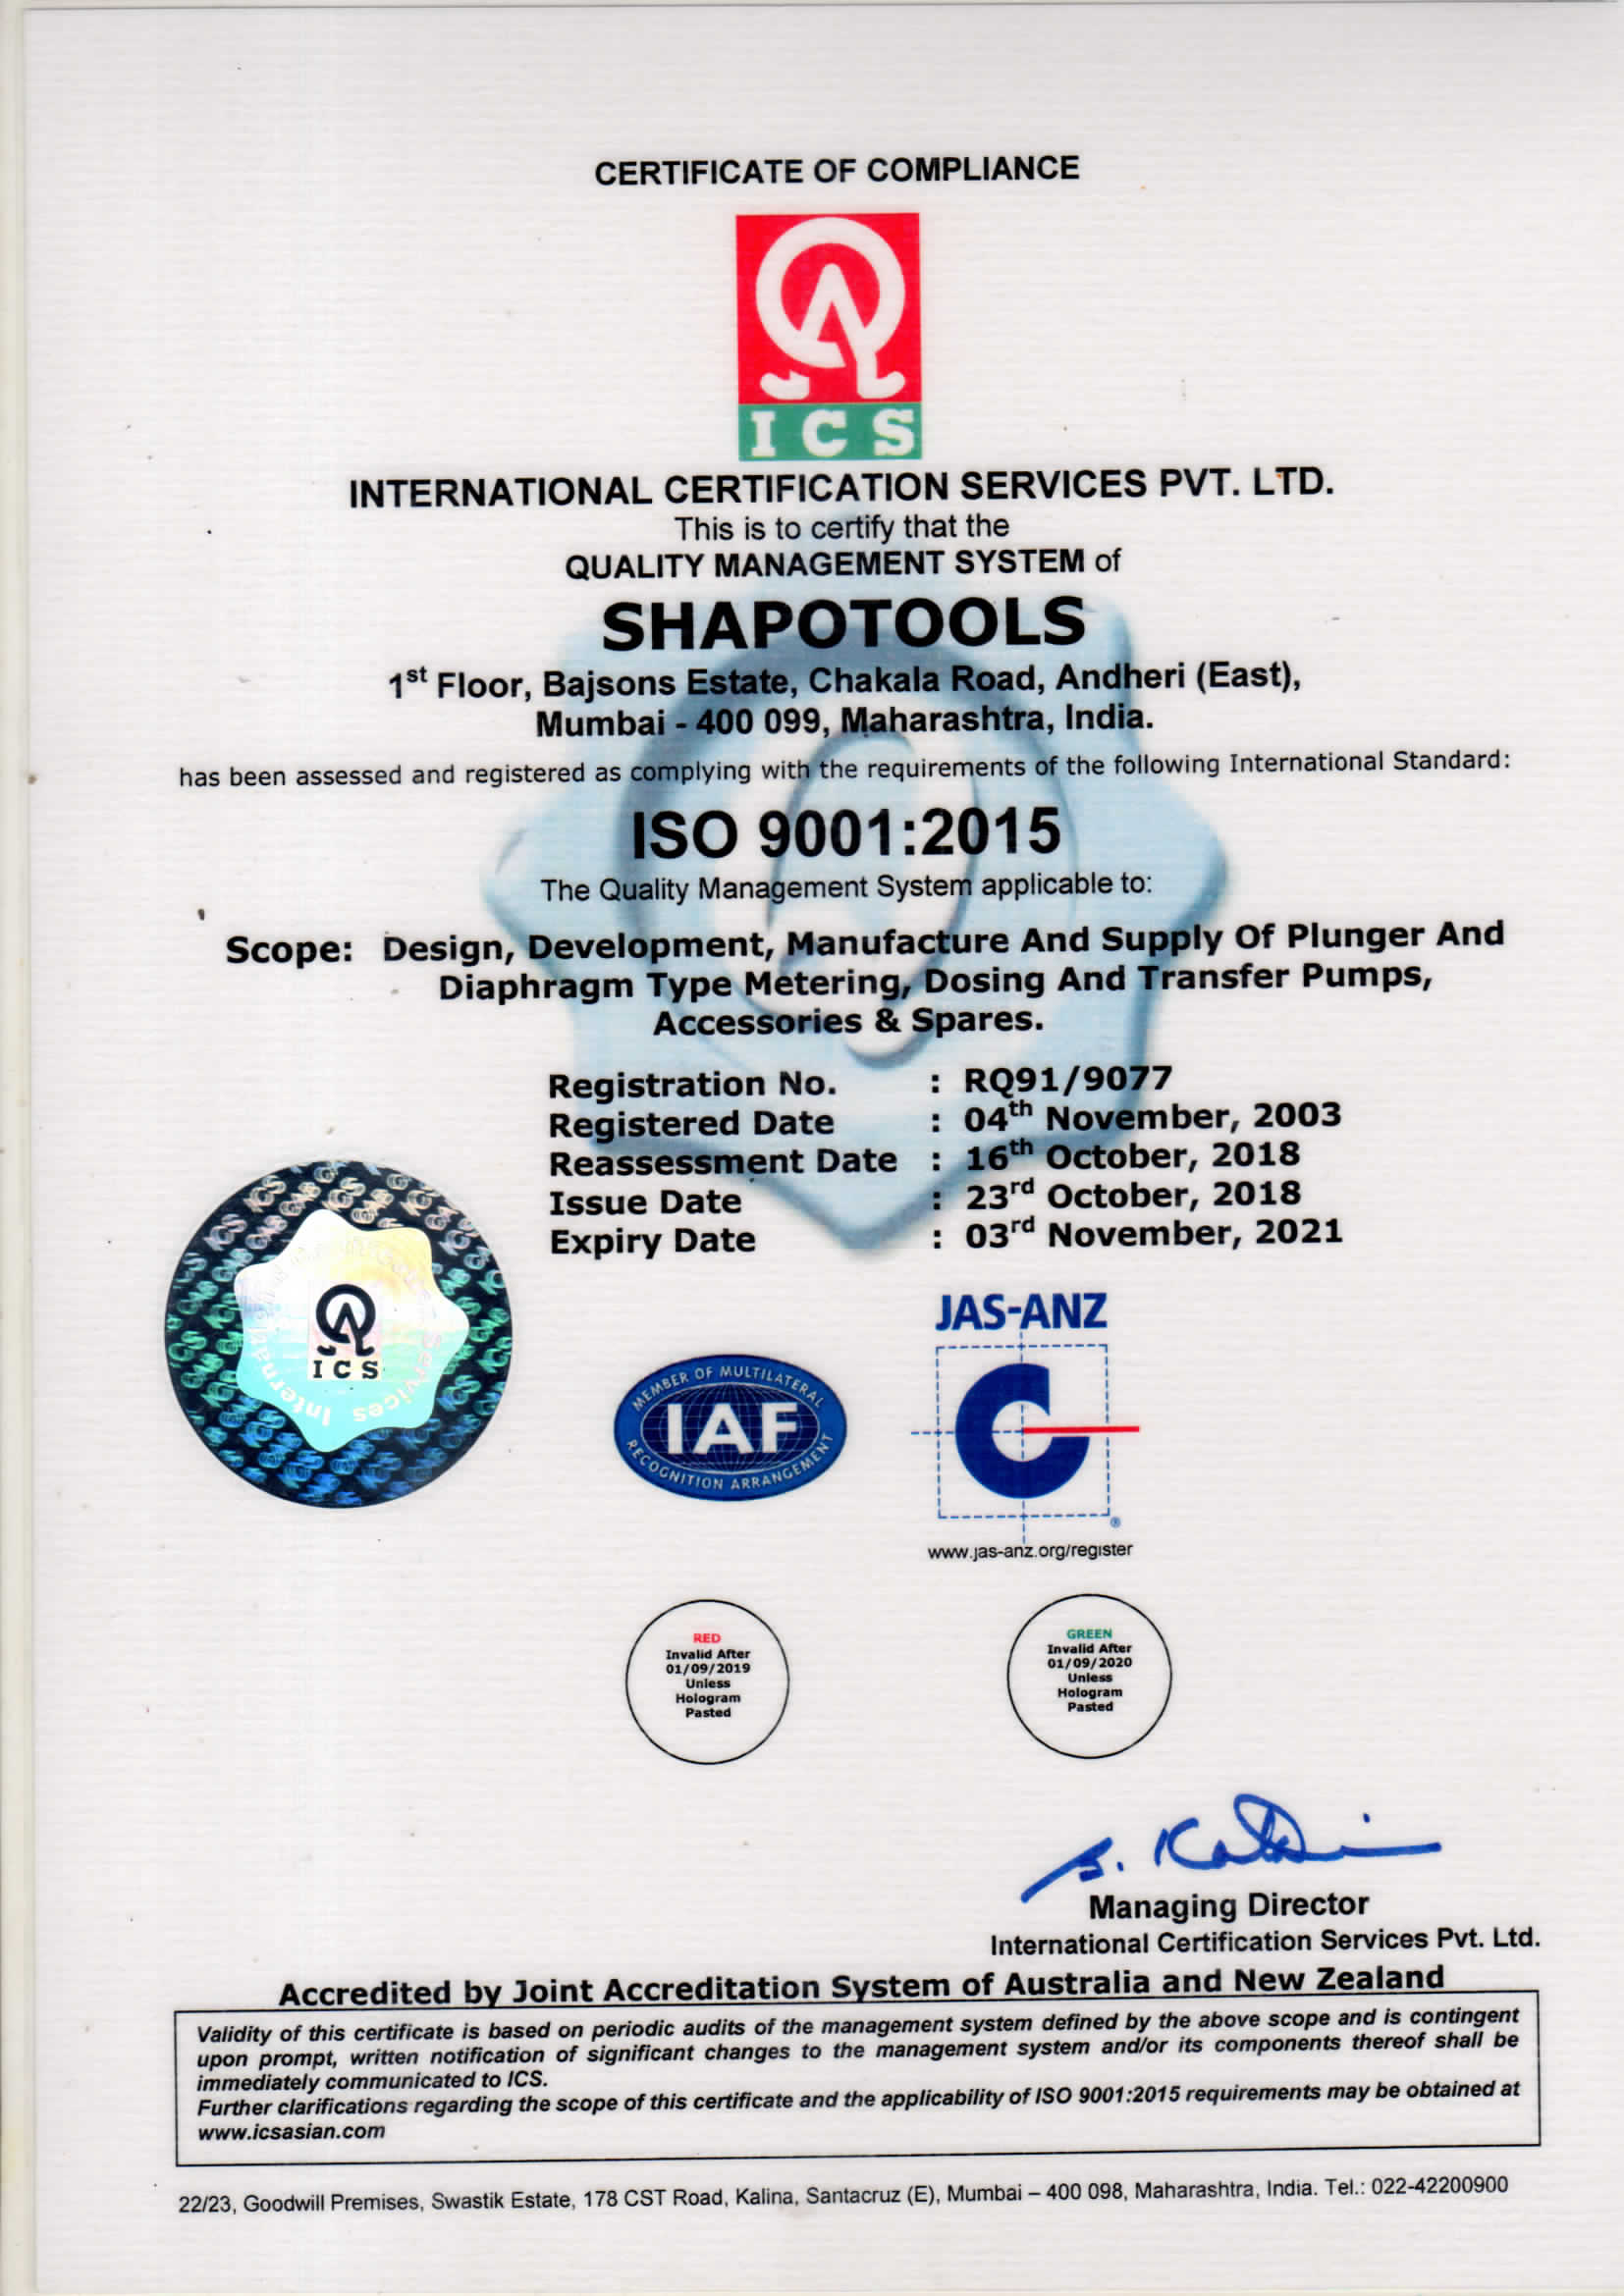 CERTIFICATE OF COMPLIANCE
ICS
INTERNATIONAL CERTIFICATION SERVICES PVT. LTD.
This is to certify that the
QUALITY MANAGEMENT SYSTEM of
SHAPOTOOLS
1st Floor, Bajsons Estate, Chakala Road, Andheri (East),
Mumbai - 400 099, Maharashtra, India.
has been assessed and registered as complying with the requirements of the following International Standard:
ISO 9001:2015
The Quality Management System applicable to:
Scope: Design, Development, Manufacture And Supply Of Plunger And
Diaphragm Type Metering, Dosing And Transfer Pumps,
Accessories & Spares.
Registration No. : RQ91/9077
Registered Date : 04th November, 2003
Reassessment Date : 16th October, 2018
Issue Date : 23rd October, 2018
Expiry Date : 03rd November, 2021
ICS
MEMBER OF MULTILATERAL
IAF
RECOGNITION ARRANGEMENT
JAS-ANZ
www.jas-anz.org/register
RED
Invalid After
01/09/2019
Unless
Hologram
Pasted
GREEN
Invalid After
01/09/2020
Unless
Hologram
Pasted
Managing Director
International Certification Services Pvt. Ltd.
Accredited by Joint Accreditation System of Australia and New Zealand
Validity of this certificate is based on periodic audits of the management system defined by the above scope and is contingent
upon prompt, written notification of significant changes to the management system and/or its components thereof shall be
immediately communicated to ICS.
Further clarifications regarding the scope of this certificate and the applicability of ISO 9001:2015 requirements may be obtained at
www.icsasian.com
22/23, Goodwill Premises, Swastik Estate, 178 CST Road, Kalina, Santacruz (E), Mumbai – 400 098, Maharashtra, India. Tel.: 022-42200900